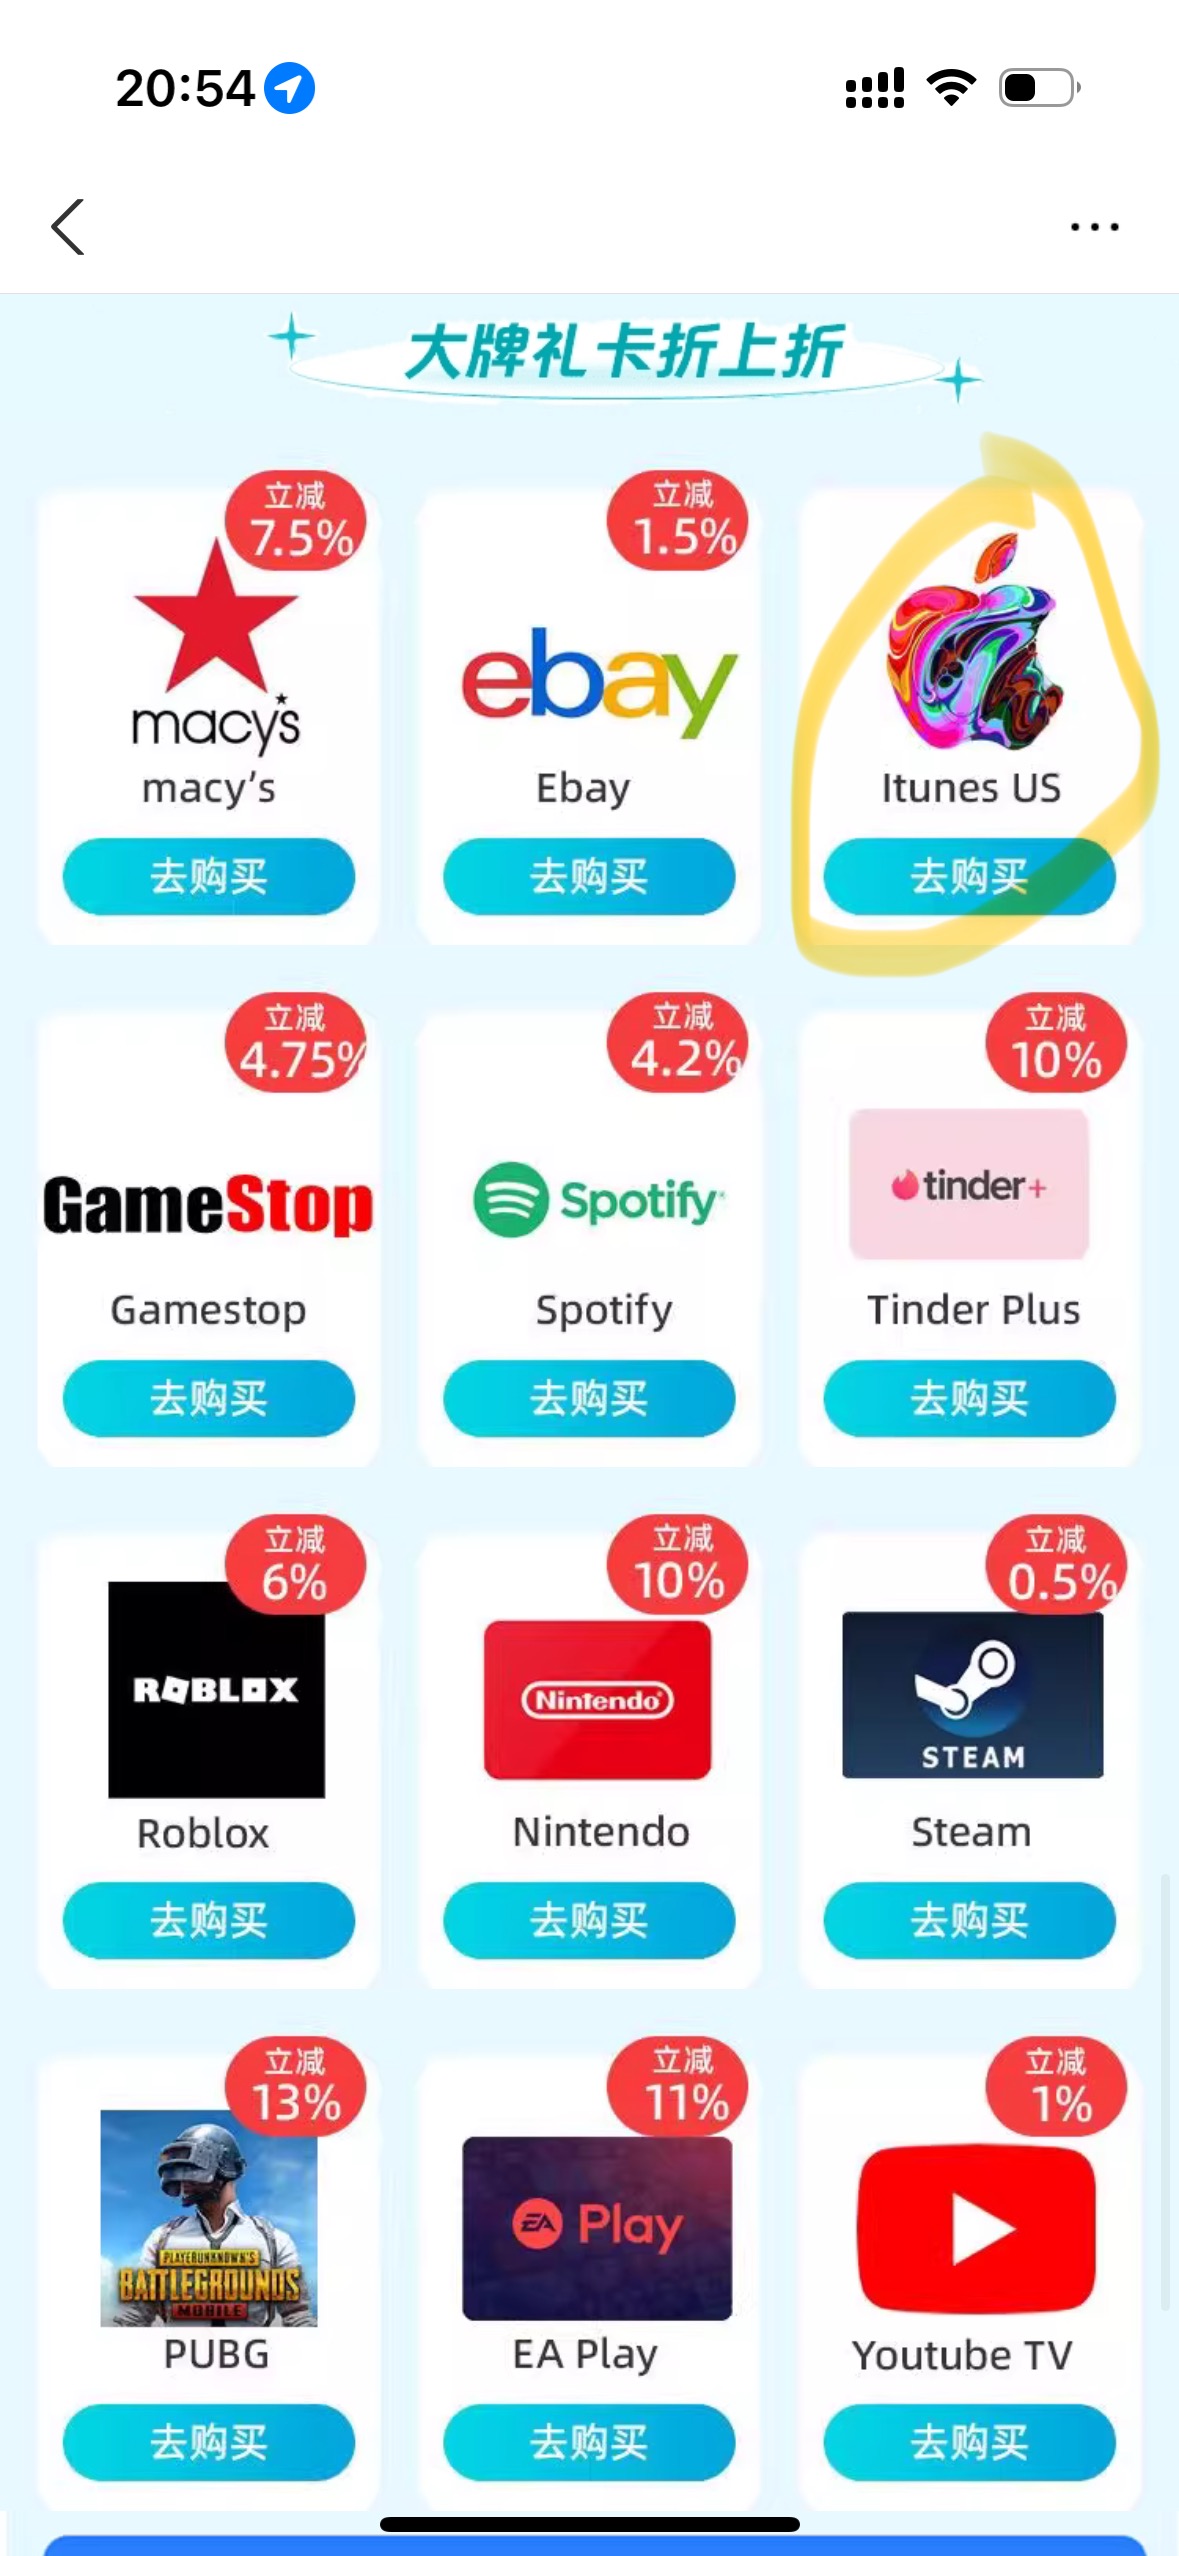 20:54
大牌礼卡折上折
立减
7.5%
立减
1.5%
macy's
ebay
macy's
Ebay
Itunes US
去购买
去购买
去购买
立减
4.75%
立减
4.2%
立减
10%
GameStop
Spotify
tinder+
Gamestop
Spotify
Tinder Plus
去购买
去购买
去购买
立减
6%
立减
10%
立减
0.5%
ROBLOX
Nintendo
STEAM
Roblox
Nintendo
Steam
去购买
去购买
去购买
立减
13%
立减
11%
立减
1%
PLAYERUNKNOWN'S
BATTLEGROUNDS
MOBILE
EA Play
PUBG
EA Play
Youtube TV
去购买
去购买
去购买